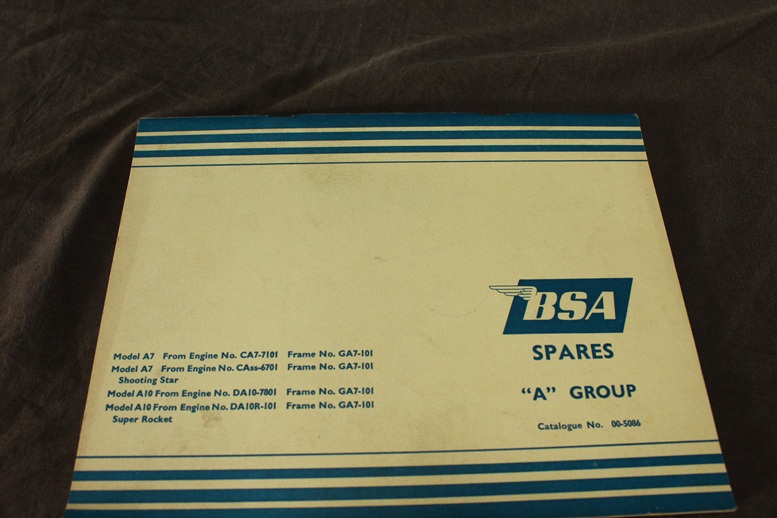 BSA
SPARES
"A" GROUP
Catalogue No. 00-5086
Model A7 From Engine No. CA7-7101 Frame No. GA7-101
Model A7 From Engine No. CAss-6701 Frame No. GA7-101
Shooting Star
Model A10 From Engine No. DA10-7801 Frame No. GA7-101
Model A10 From Engine No. DA10R-101 Frame No. GA7-101
Super Rocket